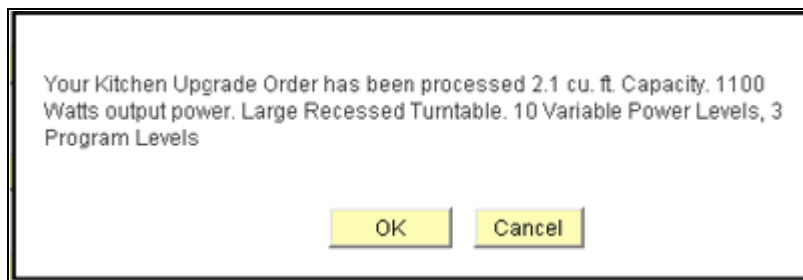 Your Kitchen Upgrade Order has been processed 2.1 cu. ft. Capacity. 1100
Watts output power. Large Recessed Turntable. 10 Variable Power Levels, 3
Program Levels
OK Cancel